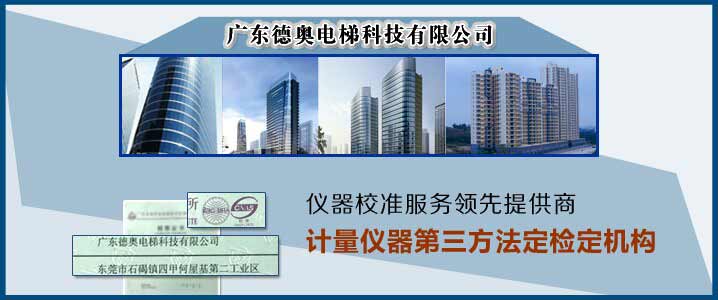 广东德奥电梯科技有限公司
仪器校准服务领先提供商
计量仪器第三方法定检定机构
所
CNAS
广东德奥电梯科技有限公司
东莞市石碣镇四甲何屋基第二工业区